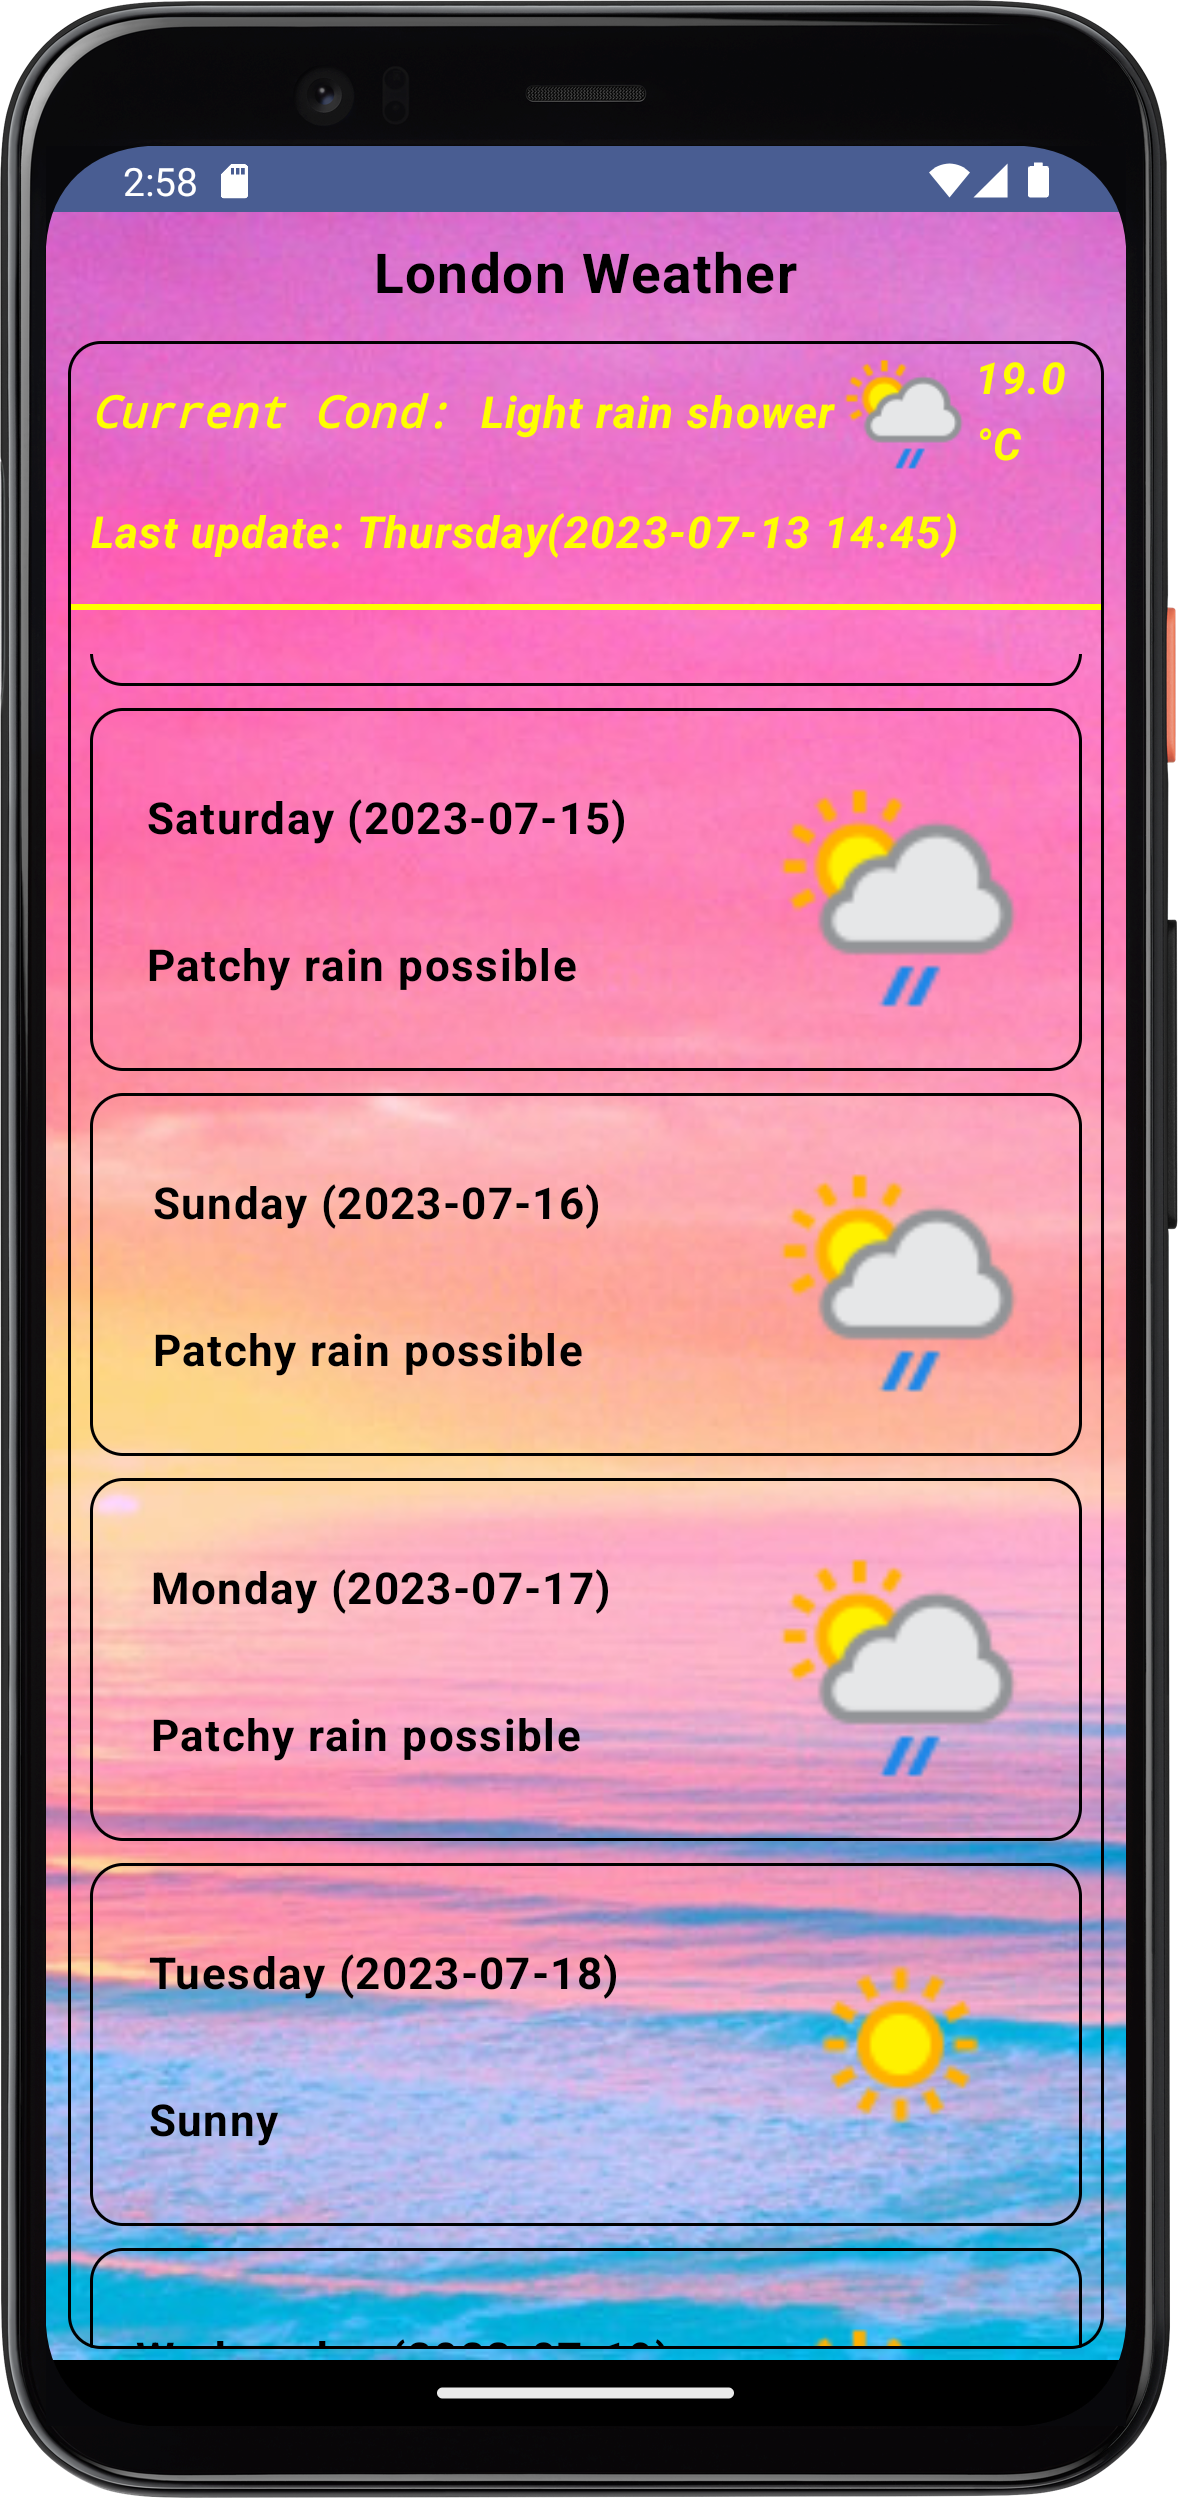 2:58
London Weather
Current Cond: Light rain shower 19.0
°C
Last update: Thursday(2023-07-13 14:45)
Saturday (2023-07-15)
Patchy rain possible
Sunday (2023-07-16)
Patchy rain possible
Monday (2023-07-17)
Patchy rain possible
Tuesday (2023-07-18)
Sunny